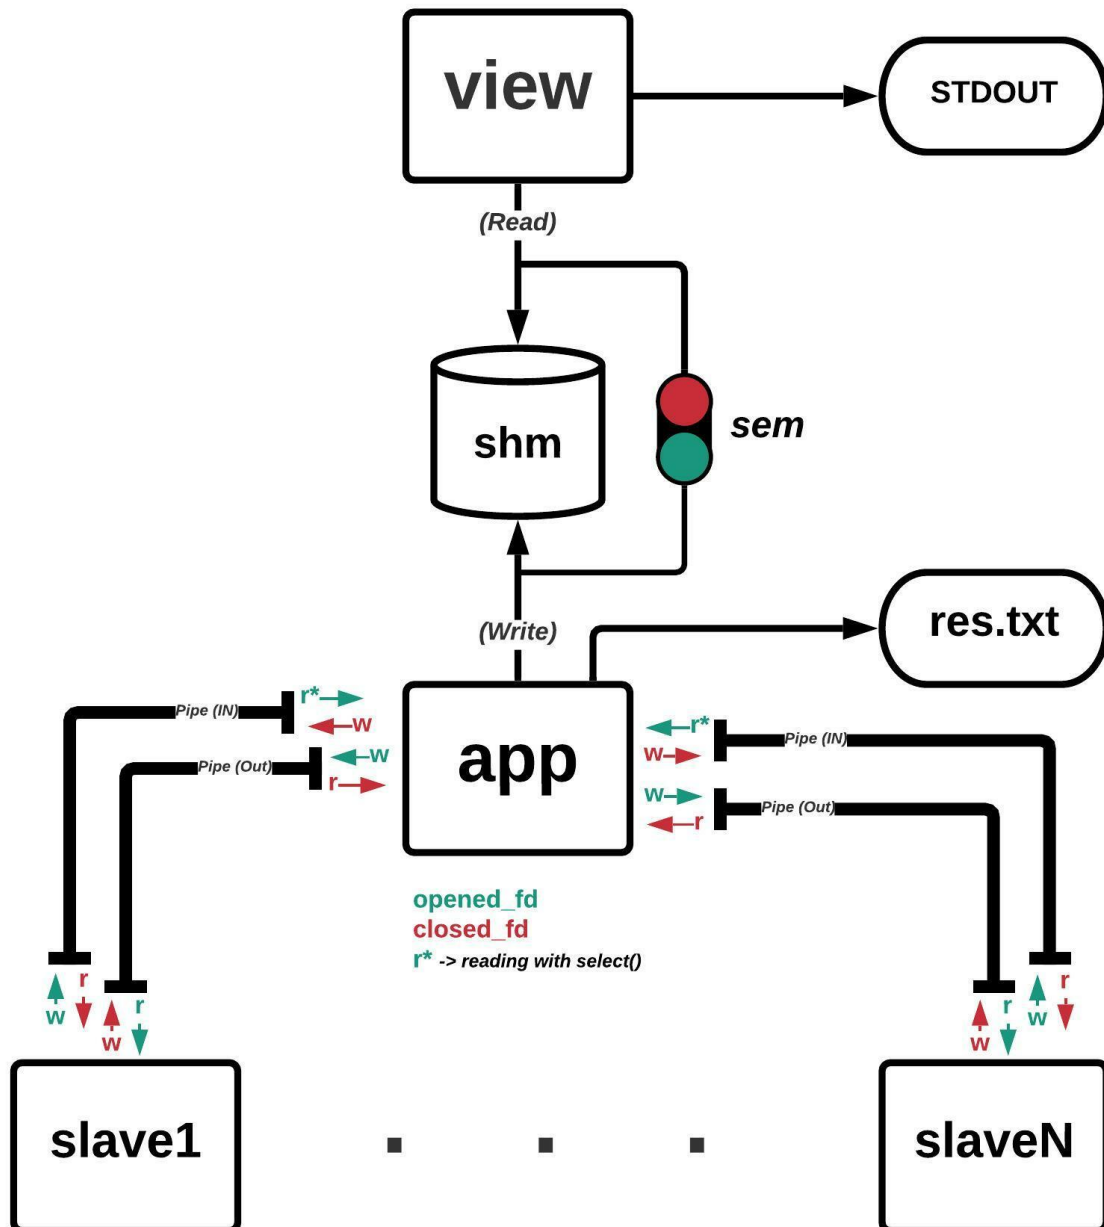 view
STDOUT
(Read)
shm
sem
(Write)
res.txt
app
Pipe (IN)
r*
w
Pipe (Out)
w
r
r*
w
Pipe (IN)
w
r
Pipe (Out)
opened_fd
closed_fd
r* -> reading with select()
w
r
w
r
w
r
w
r
slave1
slaveN